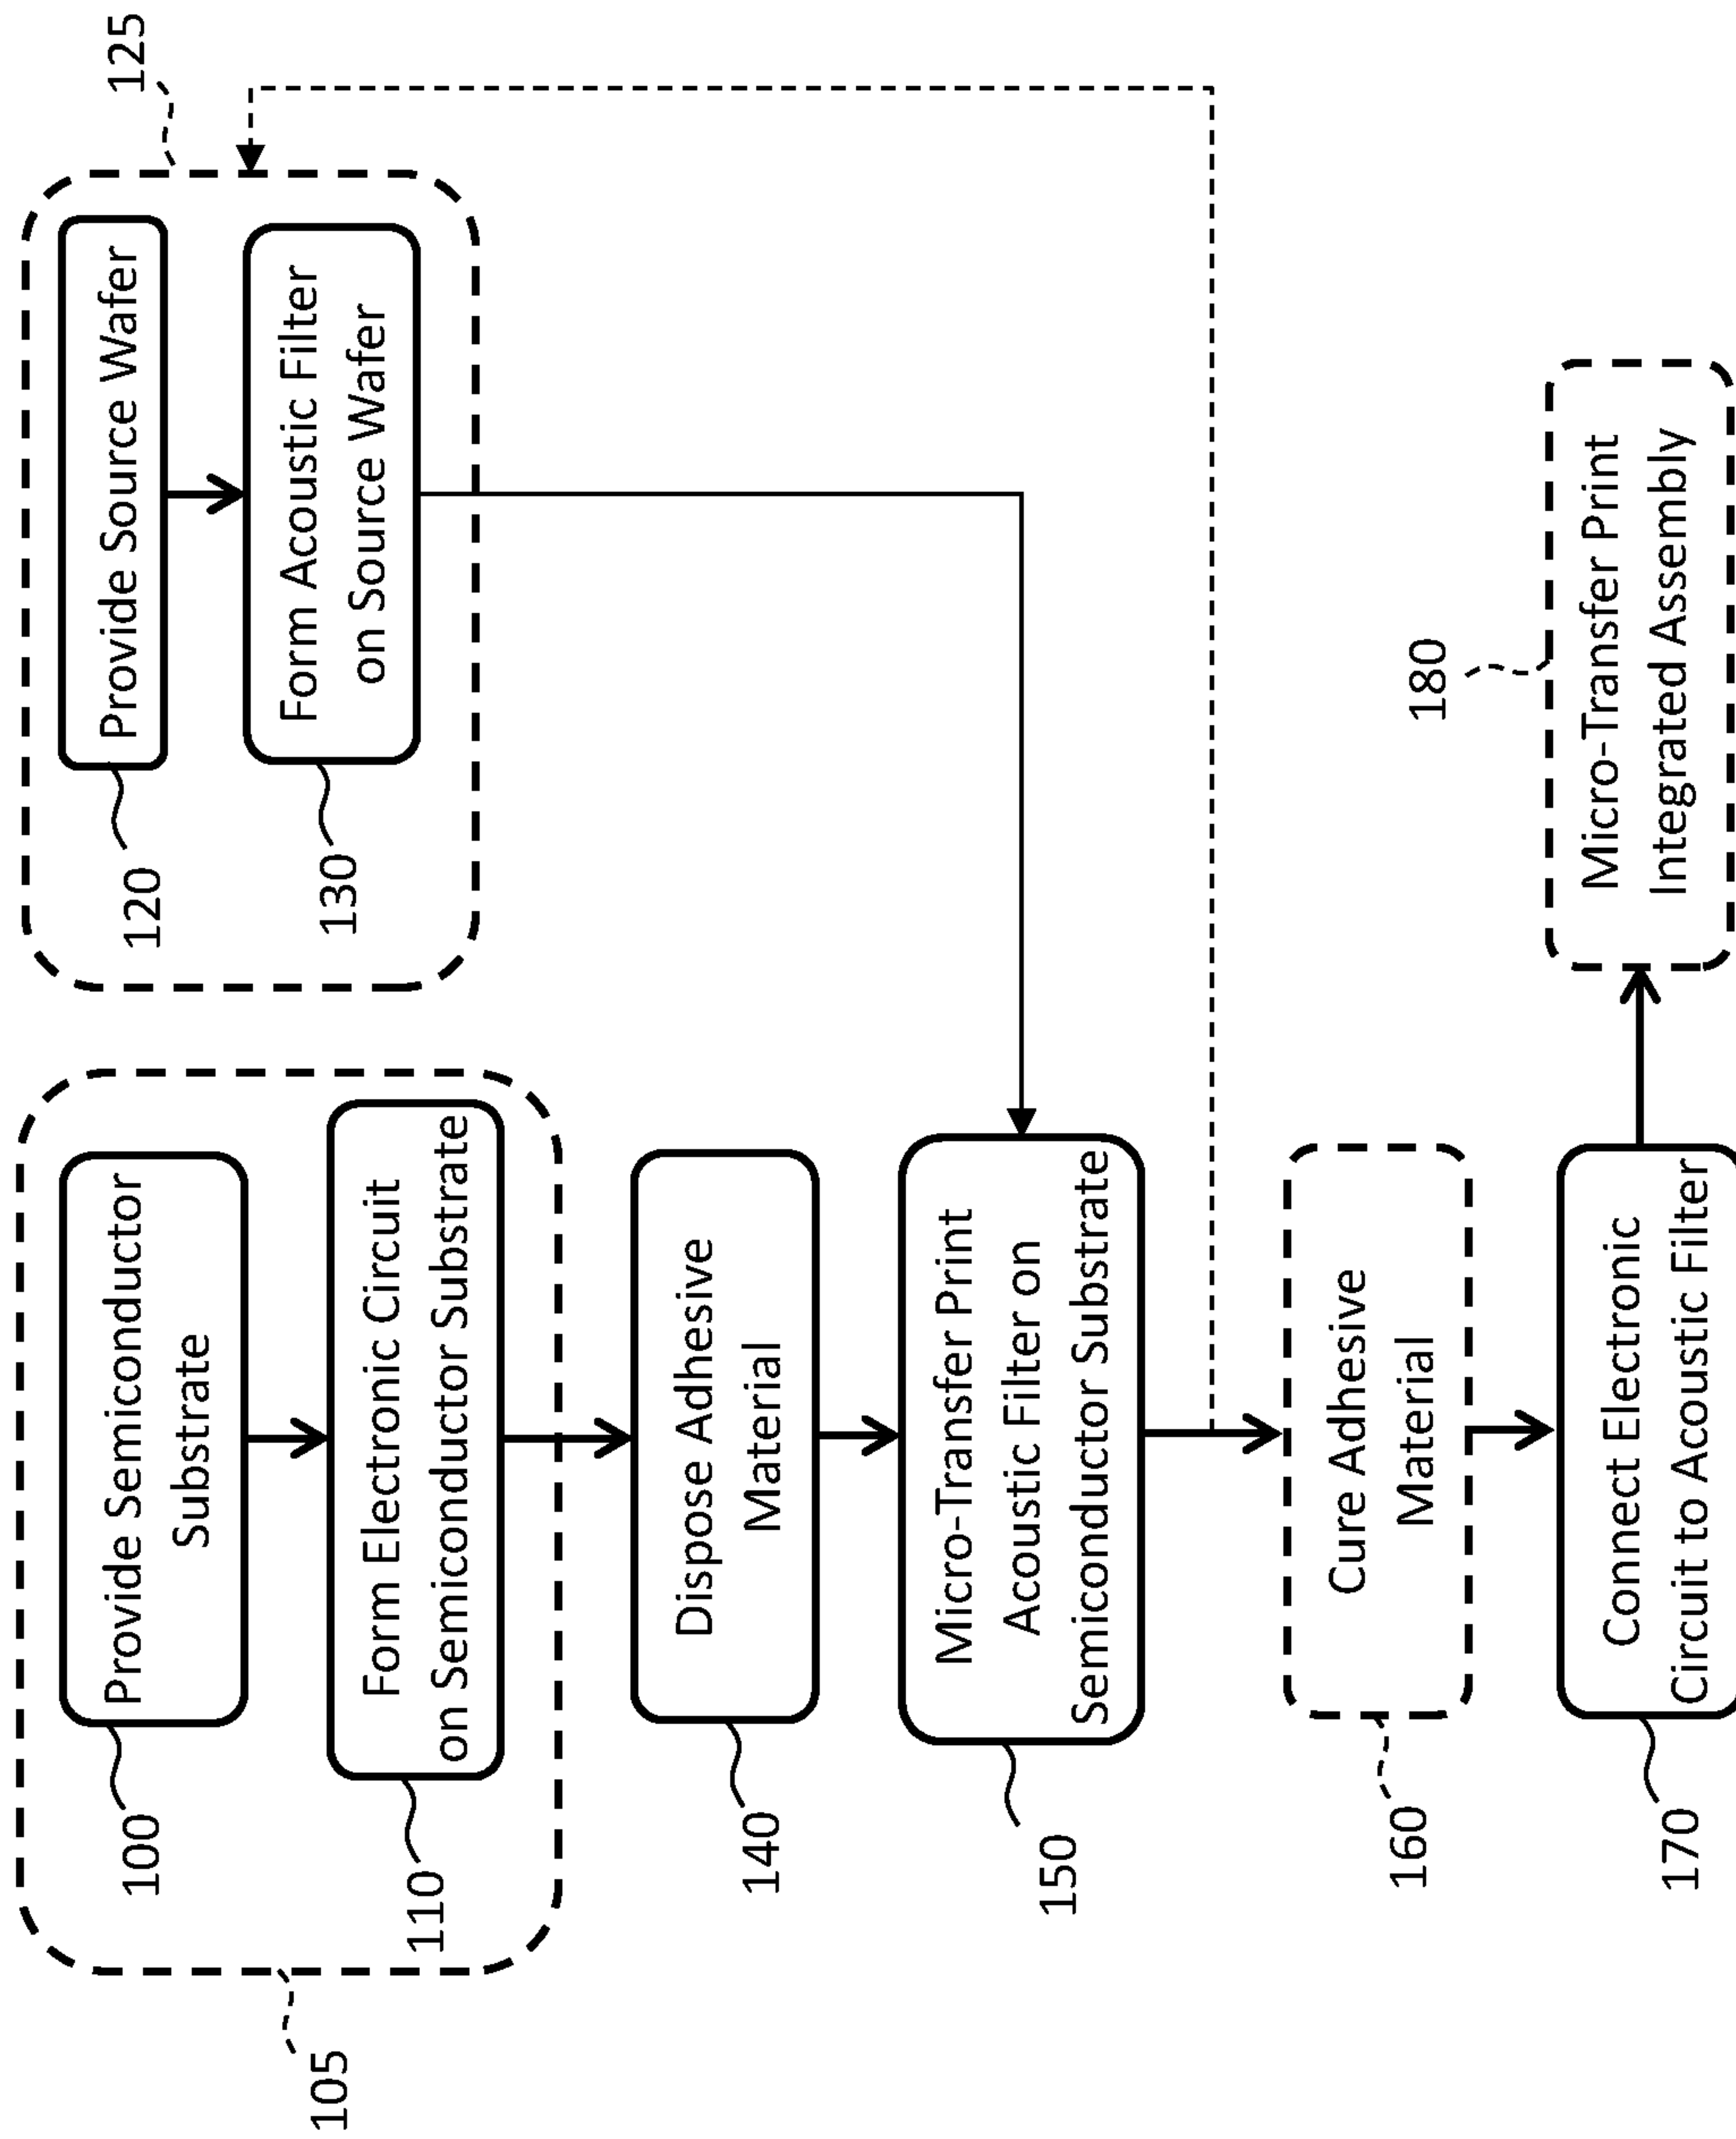 105
100
Provide Semiconductor
Substrate
110
Form Electronic Circuit
on Semiconductor Substrate
125
120
Provide Source Wafer
130
Form Acoustic Filter
on Source Wafer
140
Dispose Adhesive
Material
150
Micro-Transfer Print
Acoustic Filter on
Semiconductor Substrate
160
Cure Adhesive
Material
170
Connect Electronic
Circuit to Acoustic Filter
180
Micro-Transfer Print
Integrated Assembly